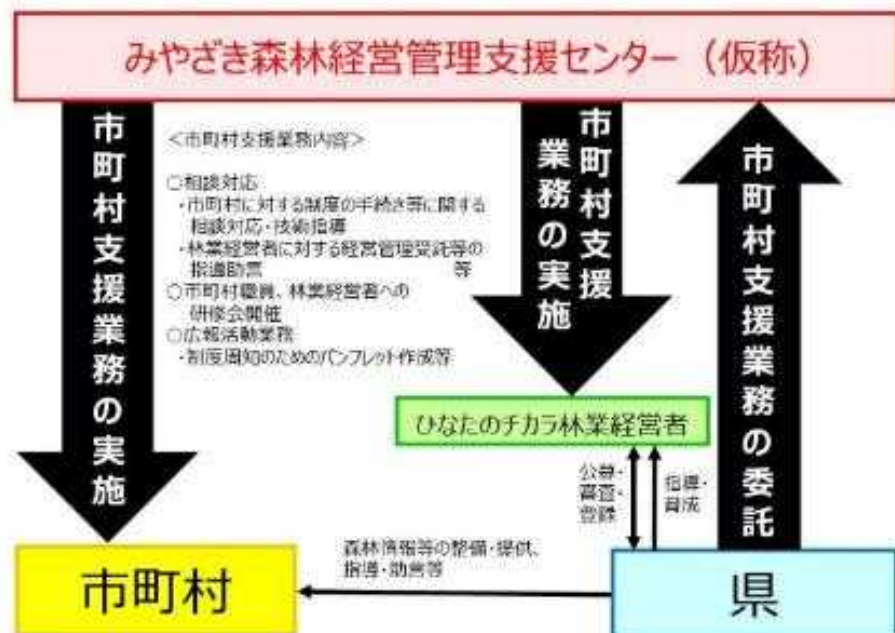 みやざき森林経営管理支援センター（仮称）
市町村支援業務の実施
＜市町村支援業務内容＞
○相談対応
・市町村に対する制度の手続き等に関する
相談対応・技術指導
・林業経営者に対する経営管理受託等の
指導助言 等
○市町村職員、林業経営者への
研修会開催
○広報活動業務
・制度周知のためのパンフレット作成等
市町村支援
業務の実施
市町村支援業務の委託
ひなたのチカラ林業経営者
公募・
審査・
登録
指導・
育成
森林情報等の整備・提供、
指導・助言等
市町村
県